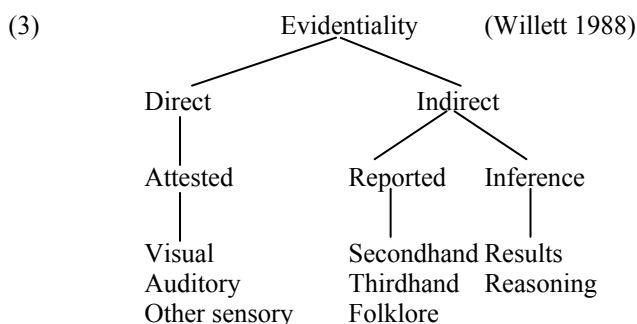 (3) Evidentiality (Willett 1988)
Direct Indirect
Attested Reported Inference
Visual Secondhand Results
Auditory Thirdhand Reasoning
Other sensory Folklore